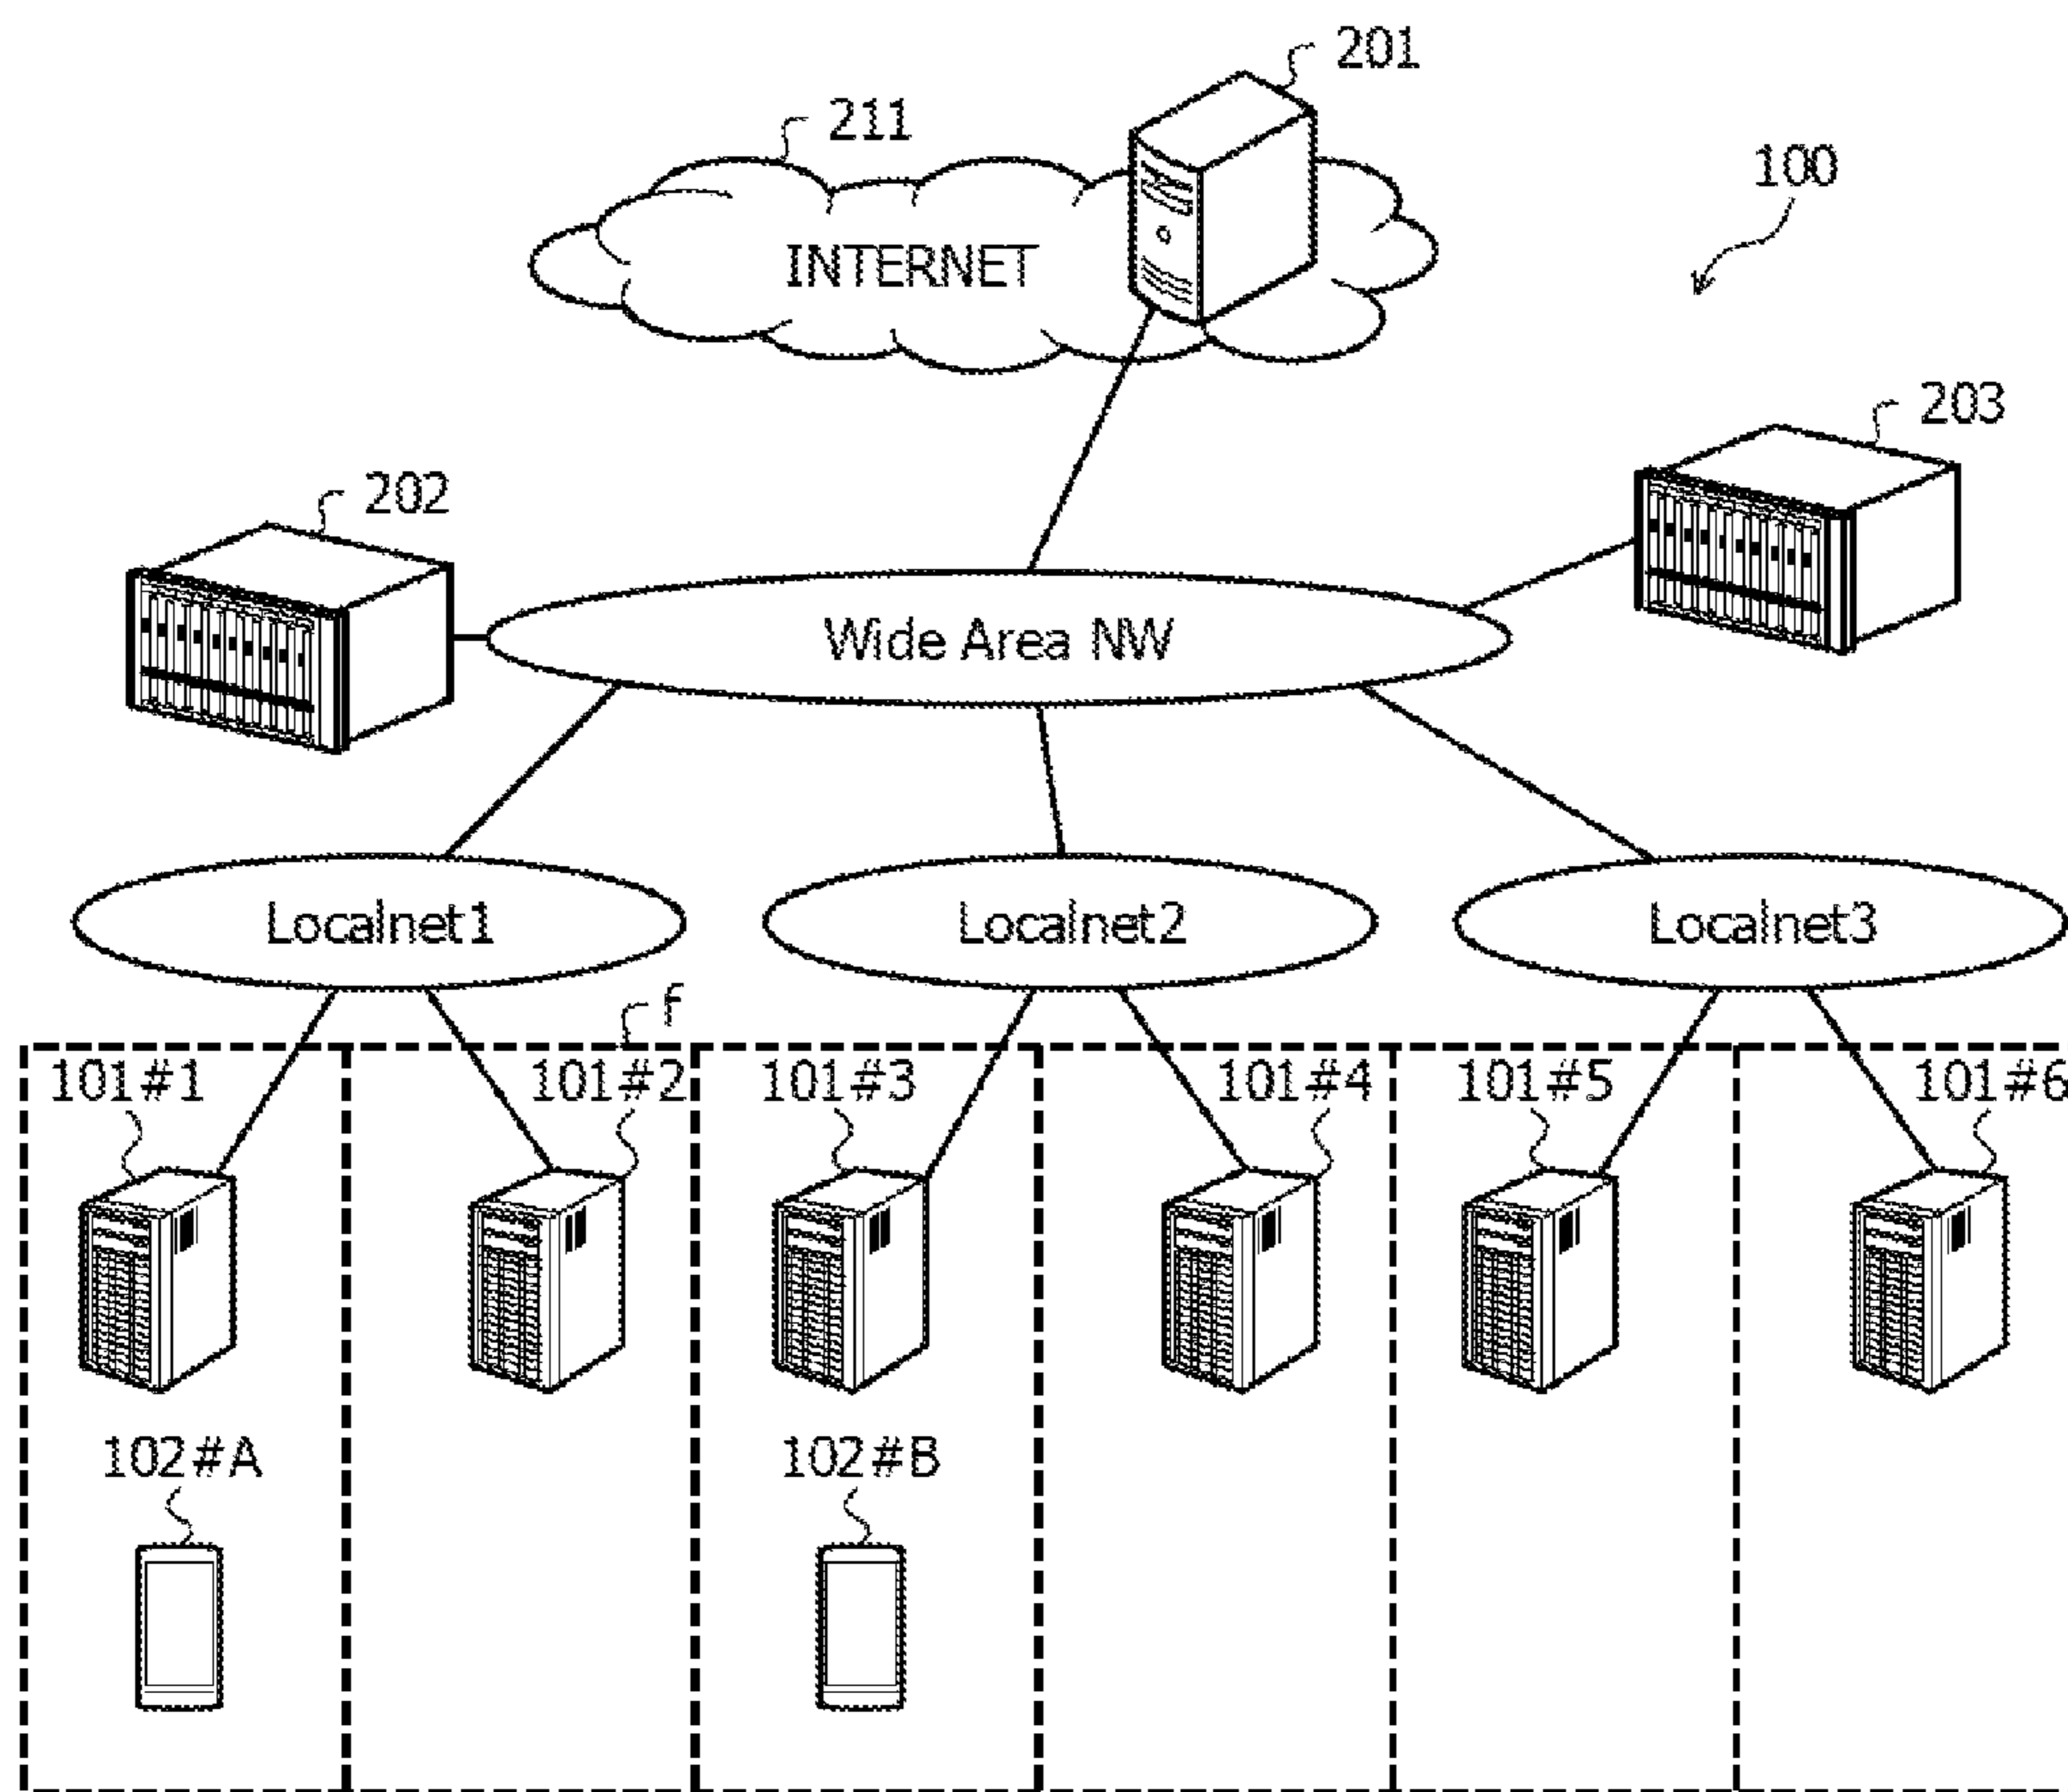 201
211
100
INTERNET
203
202
Wide Area NW
Localnet1
Localnet2
Localnet3
f
101#1
101#2
101#3
101#4
101#5
101#6
102#A
102#B